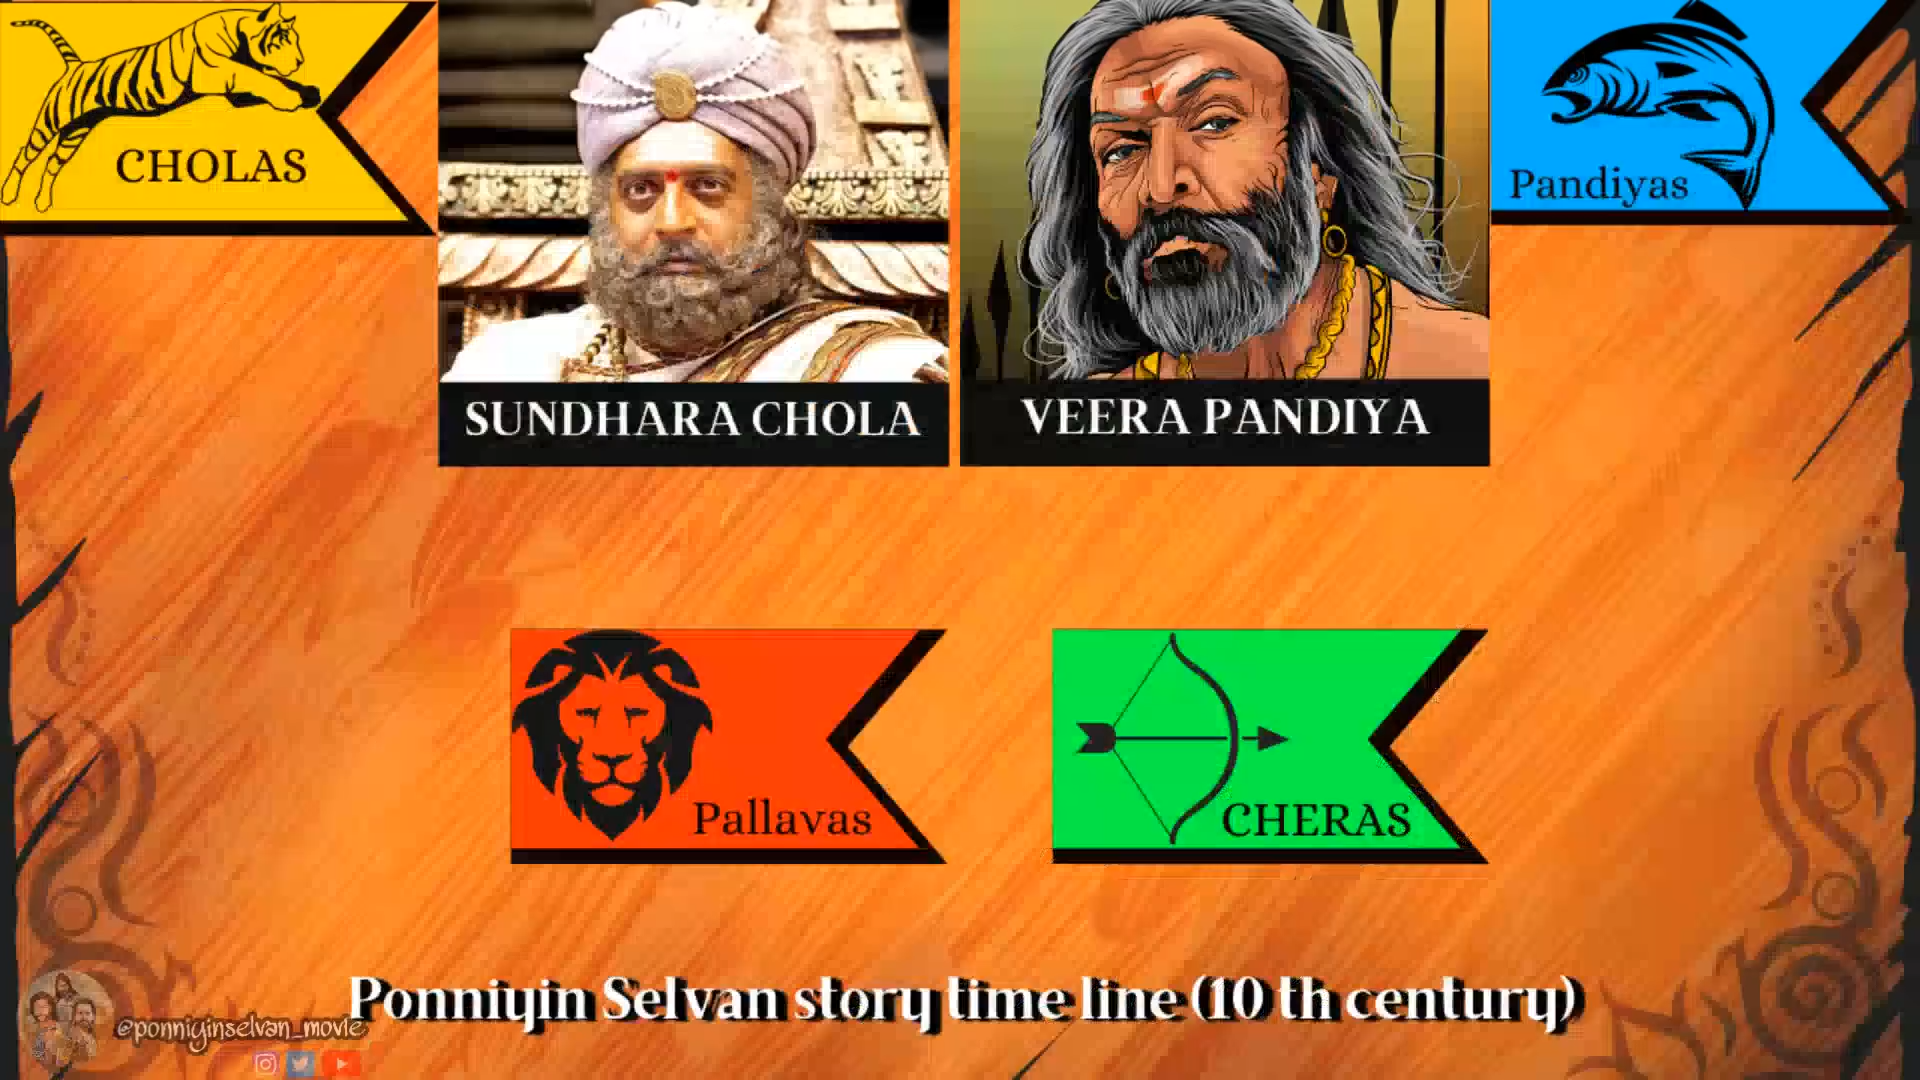 CHOLAS
Pandiyas
SUNDHARA CHOLA
VEERA PANDIYA
Pallavas
CHERAS
Ponniyin Selvan story time line (10 th century)
@ponniyinselvan_movie